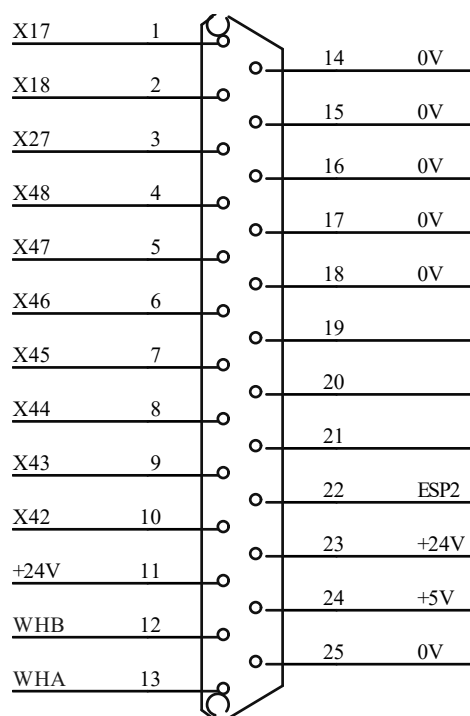 X17 1
14 0V
X18 2
15 0V
X27 3
16 0V
X48 4
17 0V
X47 5
18 0V
X46 6
19
X45 7
20
X44 8
21
X43 9
22 ESP2
X42 10
23 +24V
+24V 11
24 +5V
WHB 12
25 0V
WHA 13